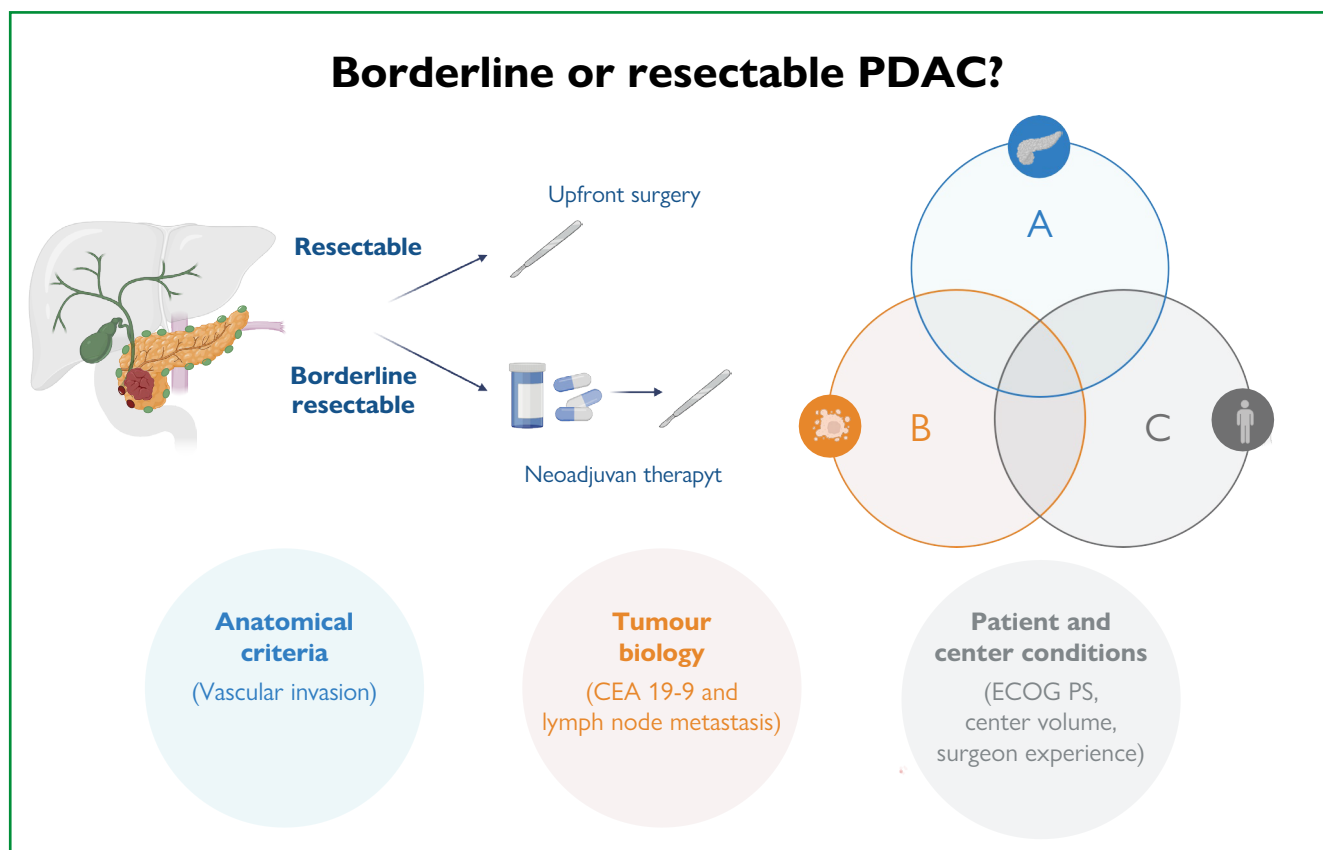 Borderline or resectable PDAC?
Upfront surgery
Resectable
Borderline
resectable
Neoadjuvan therapyt
A
B
C
Anatomical
criteria
(Vascular invasion)
Tumour
biology
(CEA 19-9 and
lymph node metastasis)
Patient and
center conditions
(ECOG PS,
center volume,
surgeon experience)